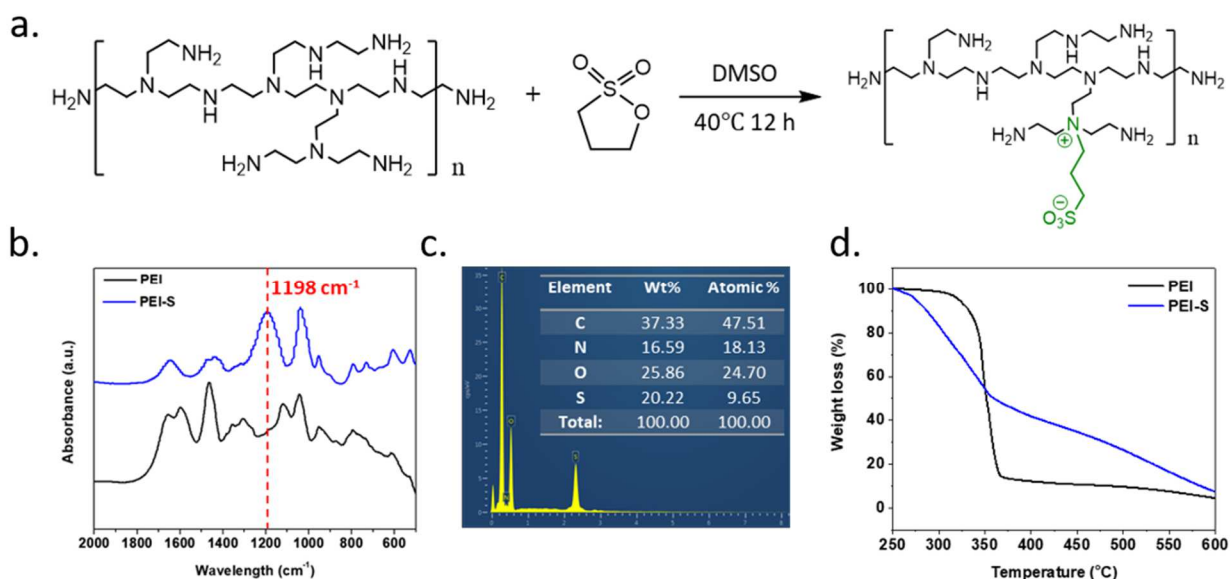 a.
NH₂ NH₂
N N H N N H₂N N H N N N H NH₂
H₂N N NH₂
n
+
O O S O
DMSO
40°C 12 h
NH₂ NH₂
N N H N N H₂N N H N N N H NH₂
H₂N N ⊕ NH₂
n
⊖
O₃S
b.
PEI
PEI-S
1198 cm⁻¹
Absorbance (a.u.)
2000 1800 1600 1400 1200 1000 800 600
Wavelength (cm⁻¹)
c.
Element Wt% Atomic %
C 37.33 47.51
N 16.59 18.13
O 25.86 24.70
S 20.22 9.65
Total: 100.00 100.00
d.
PEI
PEI-S
Weight loss (%)
100
80
60
40
20
0
250 300 350 400 450 500 550 600
Temperature (°C)